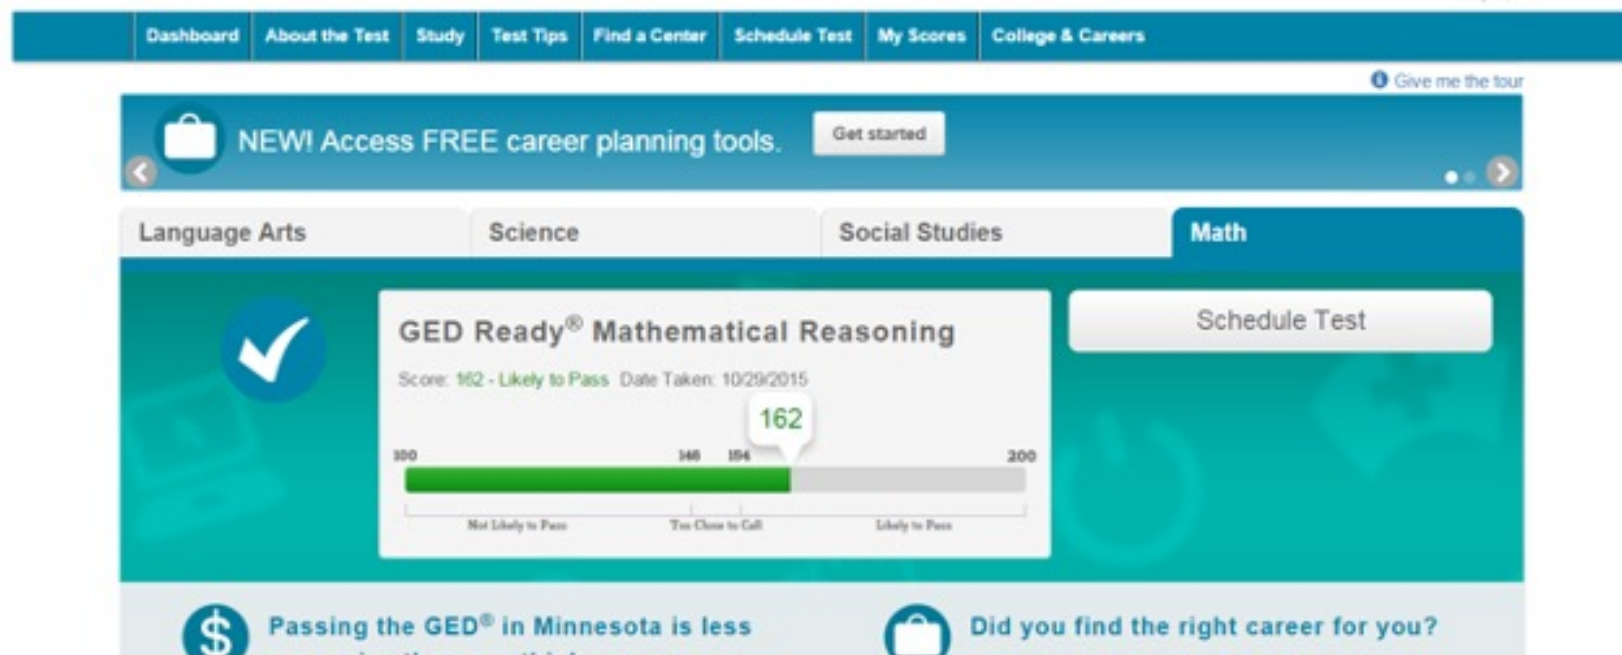 Dashboard About the Test Study Test Tips Find a Center Schedule Test My Scores College & Careers
Give me the tour
NEW! Access FREE career planning tools. Get started
Language Arts Science Social Studies Math
GED Ready® Mathematical Reasoning
Schedule Test
Score: 162 - Likely to Pass Date Taken: 10/29/2015
162
100 146 154 200
Not Likely to Pass Too Close to Call Likely to Pass
Passing the GED® in Minnesota is less
Did you find the right career for you?